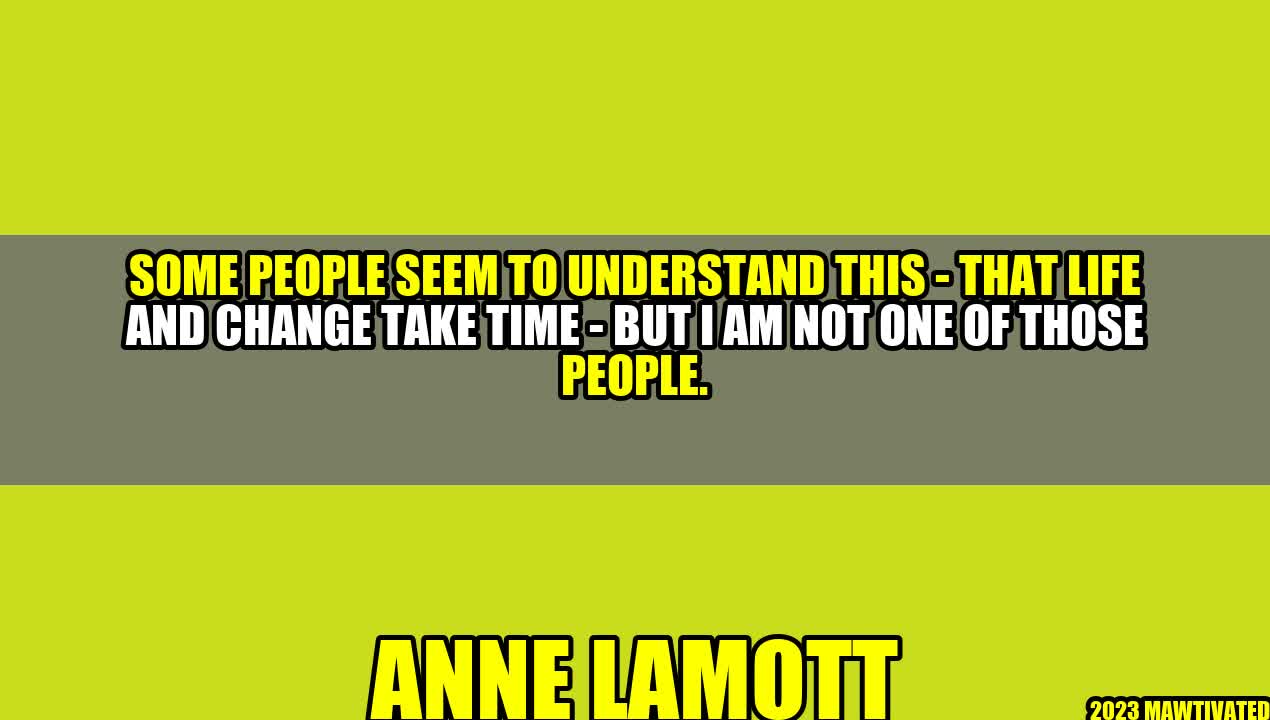 SOME PEOPLE SEEM TO UNDERSTAND THIS - THAT LIFE
AND CHANGE TAKE TIME - BUT I AM NOT ONE OF THOSE
PEOPLE.
ANNE LAMOTT
2023 MAWTIVATED